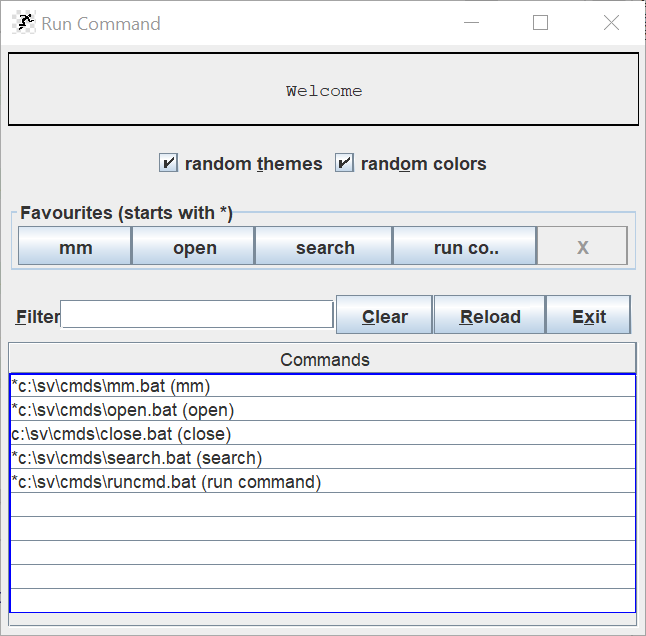 Run Command
Welcome
random themes random colors
Favourites (starts with *)
mm open search run co.. X
Filter Clear Reload Exit
Commands
*c:\sv\cmds\mm.bat (mm)
*c:\sv\cmds\open.bat (open)
c:\sv\cmds\close.bat (close)
*c:\sv\cmds\search.bat (search)
*c:\sv\cmds\runcmd.bat (run command)